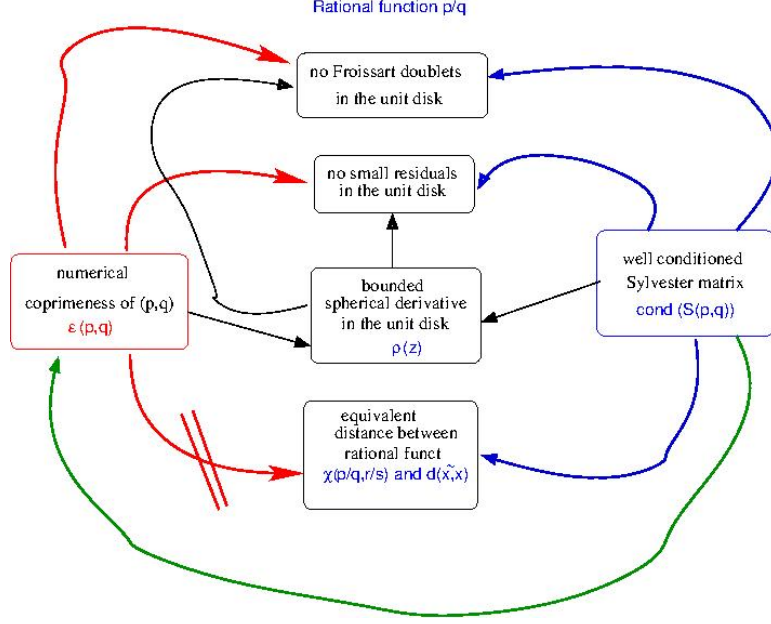 Rational function p/q
no Froissart doublets
in the unit disk
no small residuals
in the unit disk
numerical
coprimeness of (p,q)
ε (p,q)
bounded
spherical derivative
in the unit disk
ρ (z)
well conditioned
Sylvester matrix
cond (S(p,q))
equivalent
distance between
rational funct
χ(p/q,r/s) and d(x̃,x)